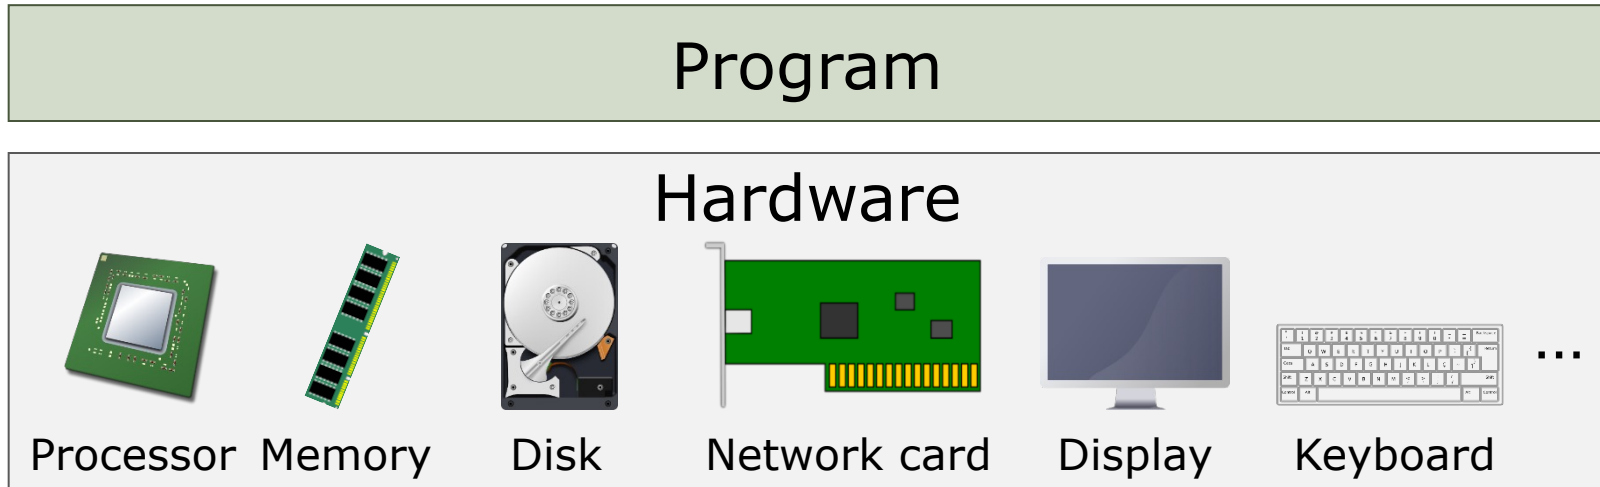 Program
Hardware
...
Processor Memory Disk Network card Display Keyboard